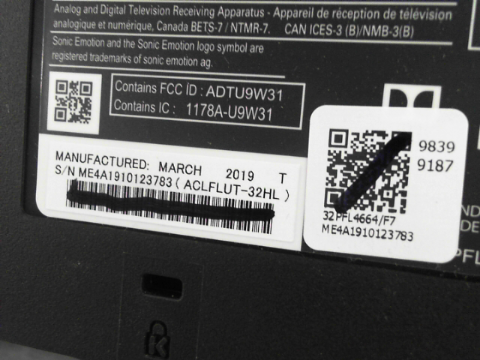 Analog and Digital Television Receiving Apparatus - Appareil de réception de télévision
analogique et numérique, Canada BETS-7 / NTMR-7. CAN ICES-3 (B)/NMB-3(B)
Sonic Emotion and the Sonic Emotion logo symbol are
registered trademarks of sonic emotion ag.
Contains FCC ID : ADTU9W31
Contains IC : 1178A-U9W31
MANUFACTURED: MARCH 2019 T
S/N ME4A1910123783 (ACLFLUT-32HL)
9839
9187
32PFL4664/F7
ME4A1910123783